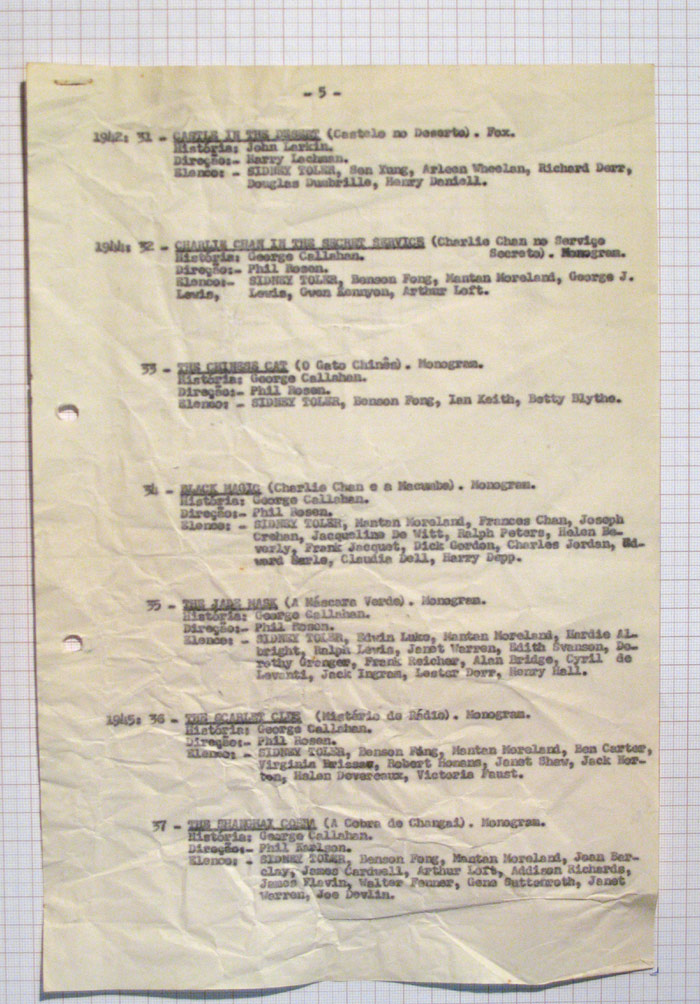 - 5 -
1942: 31 - CASTLE IN THE DESERT (Castelo no Deserto). Fox.
História: John Larkin.
Direção:- Harry Lachman.
Elenco: - SIDNEY TOLER, Sen Yung, Arleen Wheelan, Richard Derr,
Douglas Dumbrille, Henry Daniell.
1944: 32 - CHARLIE CHAN IN THE SECRET SERVICE (Charlie Chan no Serviço
História: George Callahan. Secreto). Monogram.
Direção:- Phil Rosen.
Elenco:- SIDNEY TOLER, Benson Fong, Mantan Moreland, George J.
Lewis, Lewis, Gwen Kennyon, Arthur Loft.
33 - THE CHINESE CAT (O Gato Chinês). Monogram.
História: George Callahan.
Direção:- Phil Rosen.
Elenco:- SIDNEY TOLER, Benson Fong, Ian Keith, Betty Blythe.
34 - BLACK MAGIC (Charlie Chan e a Macumba). Monogram.
História: George Callahan.
Direção:- Phil Rosen.
Elenco: - SIDNEY TOLER, Mantan Moreland, Frances Chan, Joseph
Crehan, Jacqueline De Witt, Ralph Peters, Helen Be-
verly, Frank Jacquet, Dick Gordon, Charles Jordan, Ed-
ward Earle, Claudia Dell, Harry Depp.
35 - THE JADE MASK (A Máscara Verde). Monogram.
História: George Callahan.
Direção:- Phil Rosen.
Elenco: - SIDNEY TOLER, Edwin Luke, Mantan Moreland, Hardie Al-
bright, Ralph Lewis, Janet Warren, Edith Evanson, Do-
rothy Granger, Frank Reicher, Alan Bridge, Cyril de
Levanti, Jack Ingram, Lester Dorr, Henry Hall.
1945: 36 - THE SCARLET CLUE (Mistério do Rádio). Monogram.
História: George Callahan.
Direção:- Phil Rosen.
Elenco: - SIDNEY TOLER, Benson Fong, Mantan Moreland, Ben Carter,
Virginia Robert Homans, Janet Shaw, Jack Nor-
ton, Helen Devereaux, Victoria Faust.
37 - THE SHANGHAI COBRA (A Cobra de Changai). Monogram.
História: George Callahan.
Direção:- Phil Karlson.
Elenco: - SIDNEY TOLER, Benson Fong, Mantan Moreland, Joan Bar-
clay, James Cardwell, Arthur Loft, Addison Richards,
James Flavin, Walter Fenner, Gene Janet
Warren, Joe Devlin.